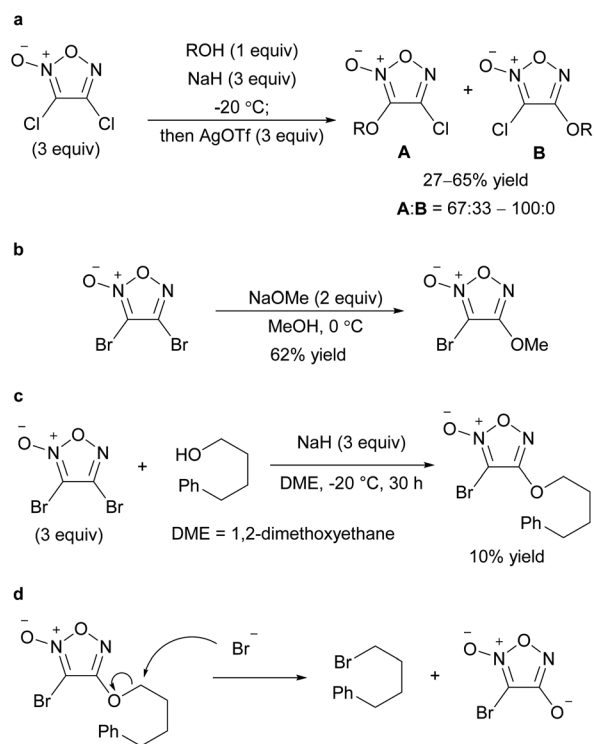 a
ROH (1 equiv)
NaH (3 equiv)
-20 °C;
then AgOTf (3 equiv)
O⁻ N⁺ O N
Cl Cl
(3 equiv)
O⁻ N⁺ O N
RO Cl
A
+
O⁻ N⁺ O N
Cl OR
B
27–65% yield
A:B = 67:33 – 100:0
b
O⁻ N⁺ O N
Br Br
NaOMe (2 equiv)
MeOH, 0 °C
62% yield
O⁻ N⁺ O N
Br OMe
c
O⁻ N⁺ O N
Br Br
(3 equiv)
+
HO
Ph
DME = 1,2-dimethoxyethane
NaH (3 equiv)
DME, -20 °C, 30 h
O⁻ N⁺ O N
Br O
Ph
10% yield
d
O⁻ N⁺ O N
Br O
Ph
Br⁻
Br
Ph
+
O⁻ N⁺ O N
Br O⁻